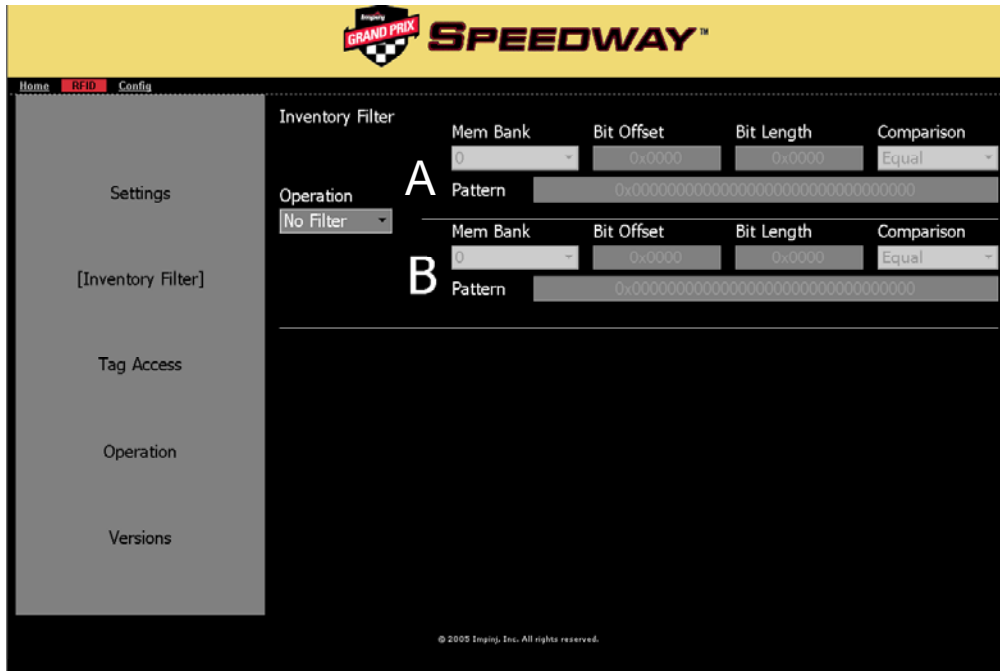 Impinj
GRAND PRIX
SPEEDWAY™
Home RFID Config
Inventory Filter
Mem Bank Bit Offset Bit Length Comparison
0 0x0000 0x0000 Equal
A
Pattern 0x00000000000000000000000000000000
Settings
Operation
No Filter
Mem Bank Bit Offset Bit Length Comparison
0 0x0000 0x0000 Equal
B
Pattern 0x00000000000000000000000000000000
[Inventory Filter]
Tag Access
Operation
Versions
© 2005 Impinj, Inc. All rights reserved.